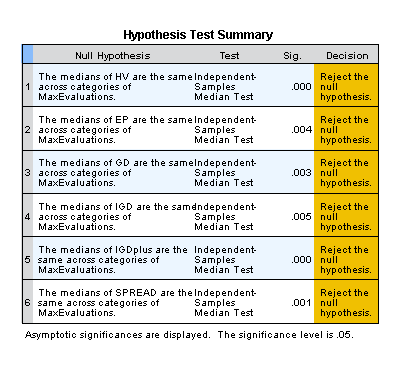 Hypothesis Test Summary
Null Hypothesis Test Sig. Decision
1 The medians of HV are the same across categories of MaxEvaluations. Independent-Samples Median Test .000 Reject the null hypothesis.
2 The medians of EP are the same across categories of MaxEvaluations. Independent-Samples Median Test .004 Reject the null hypothesis.
3 The medians of GD are the same across categories of MaxEvaluations. Independent-Samples Median Test .003 Reject the null hypothesis.
4 The medians of IGD are the same across categories of MaxEvaluations. Independent-Samples Median Test .005 Reject the null hypothesis.
5 The medians of IGDplus are the same across categories of MaxEvaluations. Independent-Samples Median Test .000 Reject the null hypothesis.
6 The medians of SPREAD are the same across categories of MaxEvaluations. Independent-Samples Median Test .001 Reject the null hypothesis.
Asymptotic significances are displayed. The significance level is .05.